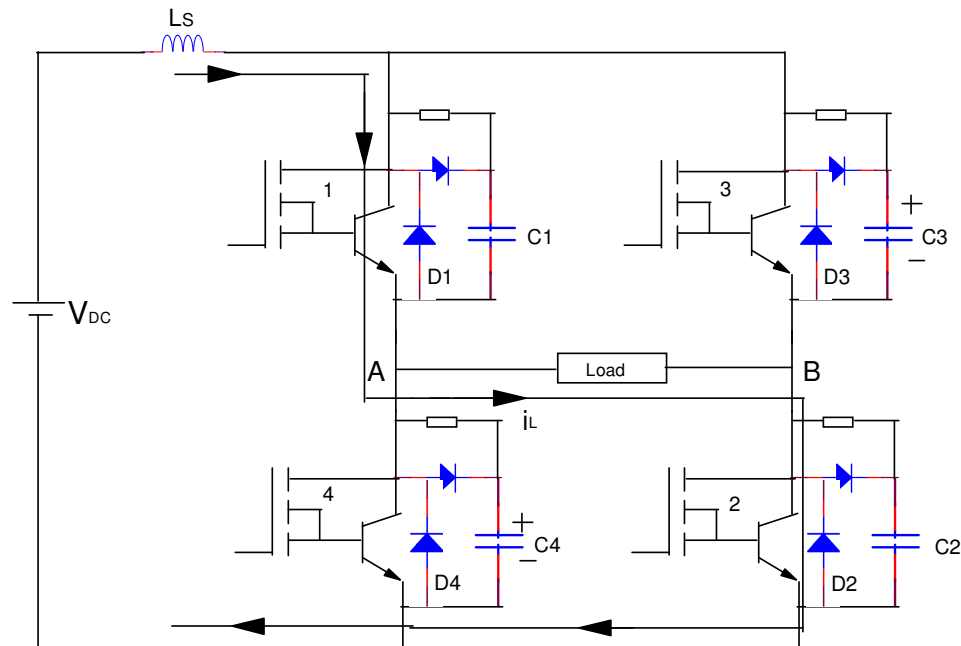 LS
1
C1
D1
3
+
C3
–
D3
VDC
A
Load
B
iL
4
+
C4
–
D4
2
C2
D2